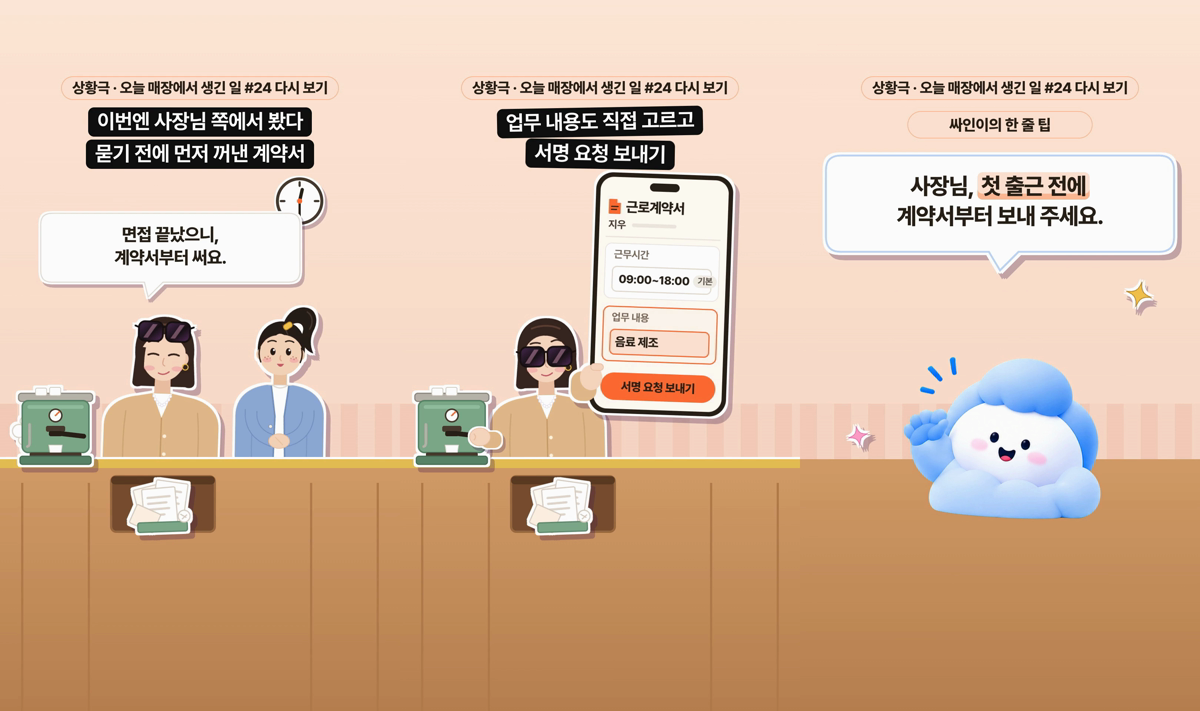 상황극 · 오늘 매장에서 생긴 일 #24 다시 보기
이번엔 사장님 쪽에서 봤다
묻기 전에 먼저 꺼낸 계약서
면접 끝났으니,
계약서부터 써요.
상황극 · 오늘 매장에서 생긴 일 #24 다시 보기
업무 내용도 직접 고르고
서명 요청 보내기
근로계약서
지우
근무시간
09:00~18:00 기본
업무 내용
음료 제조
서명 요청 보내기
상황극 · 오늘 매장에서 생긴 일 #24 다시 보기
싸인이의 한 줄 팁
사장님, 첫 출근 전에
계약서부터 보내 주세요.